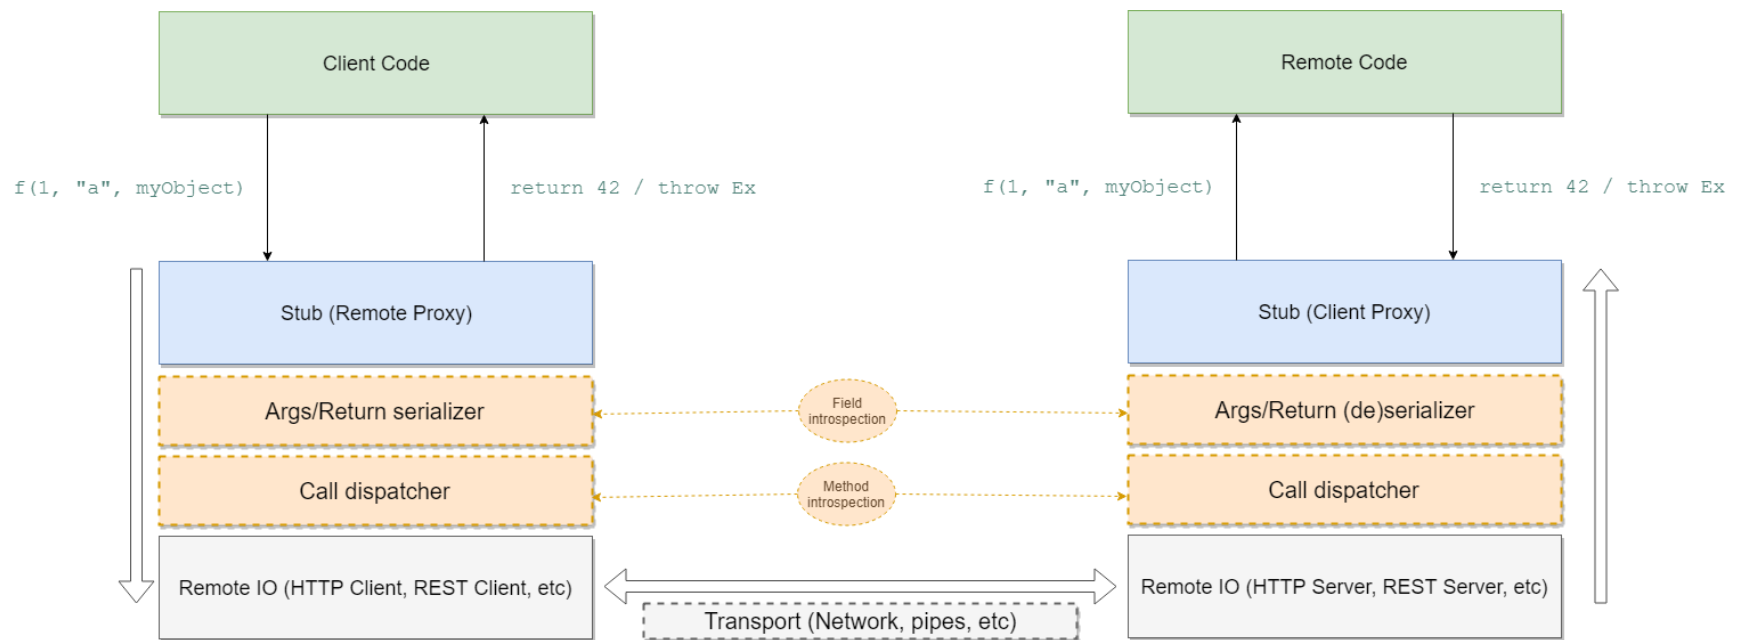 Client Code
Remote Code
f(1, "a", myObject)
return 42 / throw Ex
f(1, "a", myObject)
return 42 / throw Ex
Stub (Remote Proxy)
Stub (Client Proxy)
Args/Return serializer
Field
introspection
Args/Return (de)serializer
Call dispatcher
Method
introspection
Call dispatcher
Remote IO (HTTP Client, REST Client, etc)
Remote IO (HTTP Server, REST Server, etc)
Transport (Network, pipes, etc)